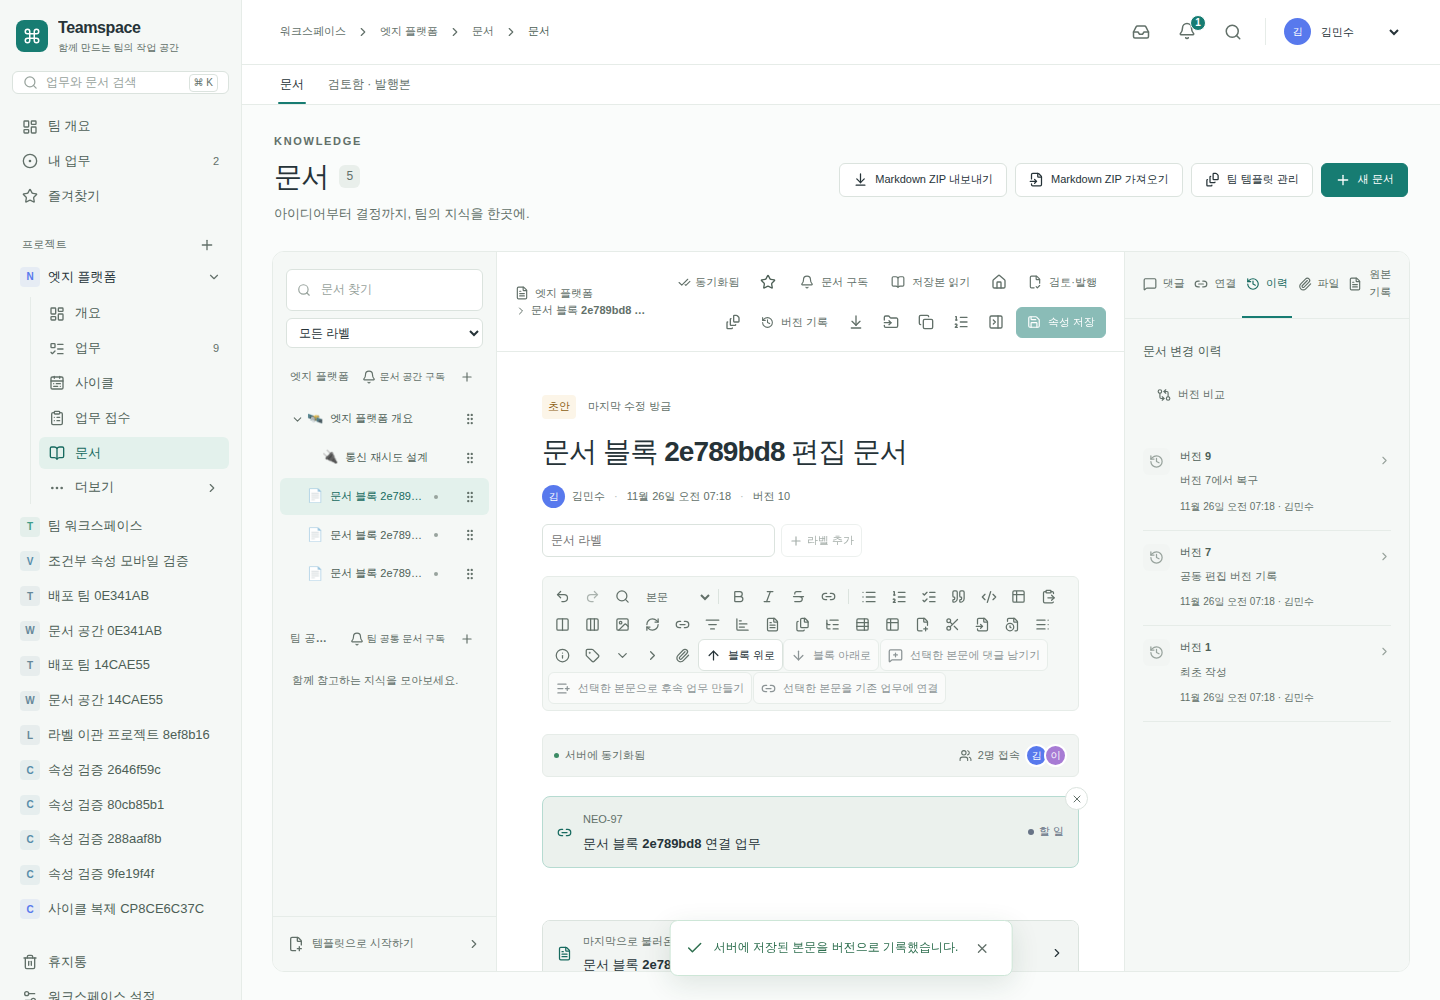 Teamspace
함께 만드는 팀의 작업 공간
업무와 문서 검색
⌘ K
팀 개요
내 업무
2
즐겨찾기
프로젝트
N
엣지 플랫폼
개요
업무
9
사이클
업무 접수
문서
더보기
T
팀 워크스페이스
V
조건부 속성 모바일 검증
T
배포 팀 0E341AB
W
문서 공간 0E341AB
T
배포 팀 14CAE55
W
문서 공간 14CAE55
L
라벨 이관 프로젝트 8ef8b16
C
속성 검증 2646f59c
C
속성 검증 80cb85b1
C
속성 검증 288aaf8b
C
속성 검증 9fe19f4f
C
사이클 복제 CP8CE6C37C
휴지통
워크스페이스 설정
워크스페이스
엣지 플랫폼
문서
문서
1
김
김민수
문서
검토함 · 발행본
KNOWLEDGE
문서
5
아이디어부터 결정까지, 팀의 지식을 한곳에.
Markdown ZIP 내보내기
Markdown ZIP 가져오기
팀 템플릿 관리
새 문서
문서 찾기
모든 라벨
엣지 플랫폼
문서 공간 구독
엣지 플랫폼 개요
통신 재시도 설계
문서 블록 2e789…
문서 블록 2e789…
문서 블록 2e789…
팀 공…
팀 공통 문서 구독
함께 참고하는 지식을 모아보세요.
템플릿으로 시작하기
엣지 플랫폼
문서 블록 2e789bd8 …
동기화됨
문서 구독
저장본 읽기
검토·발행
버전 기록
속성 저장
초안
마지막 수정 방금
문서 블록 2e789bd8 편집 문서
김
김민수 · 11월 26일 오전 07:18 · 버전 10
문서 라벨
라벨 추가
본문
블록 위로
블록 아래로
선택한 본문에 댓글 남기기
선택한 본문으로 후속 업무 만들기
선택한 본문을 기존 업무에 연결
서버에 동기화됨
2명 접속
김
이
NEO-97
문서 블록 2e789bd8 연결 업무
할 일
마지막으로 불러온
문서 블록 2e78
서버에 저장된 본문을 버전으로 기록했습니다.
댓글
연결
이력
파일
원본
기록
문서 변경 이력
버전 비교
버전 9
버전 7에서 복구
11월 26일 오전 07:18 · 김민수
버전 7
공동 편집 버전 기록
11월 26일 오전 07:18 · 김민수
버전 1
최초 작성
11월 26일 오전 07:18 · 김민수